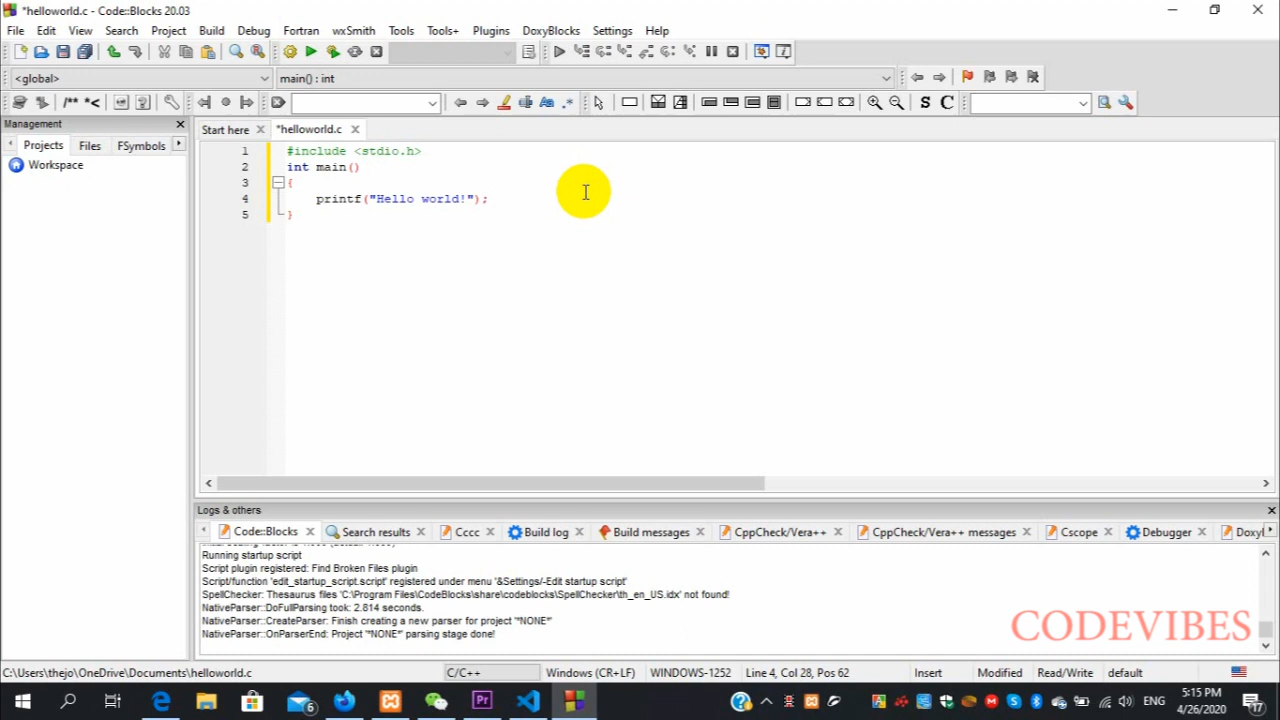 *helloworld.c - Code::Blocks 20.03
File Edit View Search Project Build Debug Fortran wxSmith Tools Tools+ Plugins DoxyBlocks Settings Help
<global> main() : int
/** *< Aa .* S C
Management
Projects Files FSymbols
Workspace
Start here *helloworld.c
1 #include <stdio.h>
2 int main()
3 {
4 printf("Hello world!");
5 }
Logs & others
Code::Blocks Search results Cccc Build log Build messages CppCheck/Vera++ CppCheck/Vera++ messages Cscope Debugger
Running startup script
Script plugin registered: Find Broken Files plugin
Script/function 'edit_startup_script.script' registered under menu '&Settings/-Edit startup script'
SpellChecker: Thesaurus files 'C:\Program Files\CodeBlocks\share\codeblocks\SpellChecker\th_en_US.idx' not found!
NativeParser::DoFullParsing took: 2.814 seconds.
NativeParser::CreateParser: Finish creating a new parser for project '*NONE*'
NativeParser::OnParserEnd: Project '*NONE*' parsing stage done!
CODEVIBES
C:\Users\thejo\OneDrive\Documents\helloworld.c C/C++ Windows (CR+LF) WINDOWS-1252 Line 4, Col 28, Pos 62 Insert Modified Read/Write default
6 Pr ENG 5:15 PM
4/26/2020 17